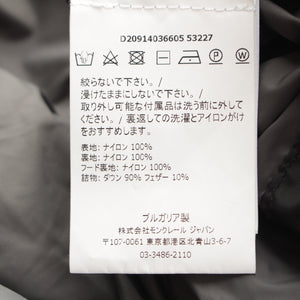 D20914036605 53227
絞らないで下さい。/
浸けたままにしないで下さい。/
取り外し可能な付属品は洗う前に外して
ください。/ 裏返しての洗濯とアイロンがけ
をおすすめします。/
表地: ナイロン 100%
裏地: ナイロン 100%
フード裏地: ナイロン 100%
詰物: ダウン 90% フェザー 10%
ブルガリア製
株式会社モンクレール ジャパン
〒107-0061 東京都港区北青山3-6-7
03-3486-2110